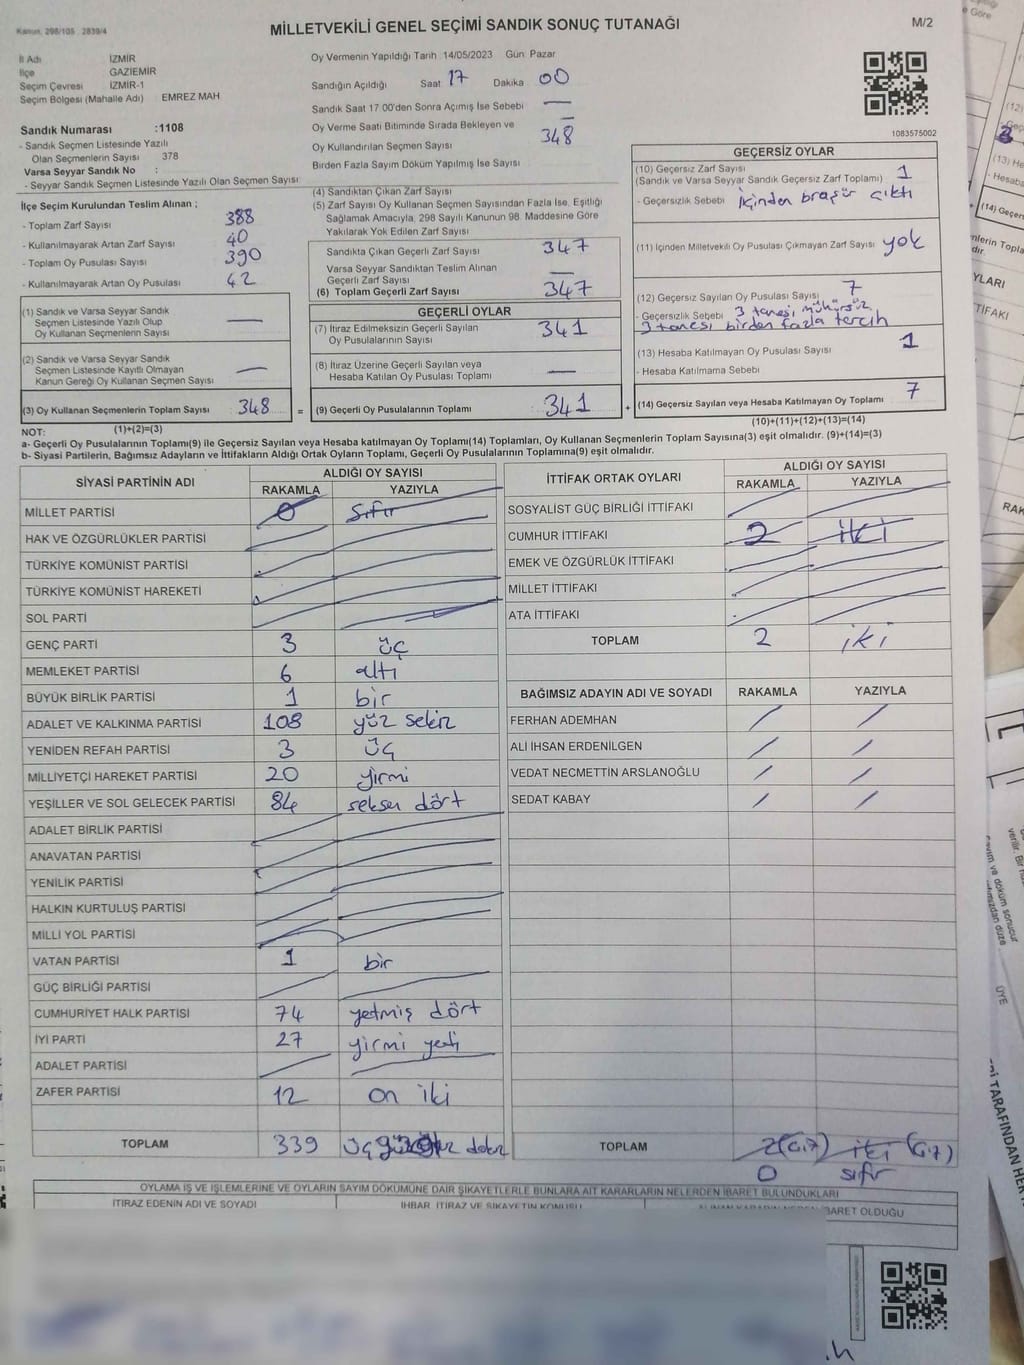 Kanun, 298/105 2839/4
MİLLETVEKİLİ GENEL SEÇİMİ SANDIK SONUÇ TUTANAĞI
M/2
İl Adı İZMİR
İlçe GAZİEMİR
Seçim Çevresi İZMİR-1
Seçim Bölgesi (Mahalle Adı) EMREZ MAH
Sandık Numarası :1108
- Sandık Seçmen Listesinde Yazılı
Olan Seçmenlerin Sayısı 378
Varsa Seyyar Sandık No :
- Seyyar Sandık Seçmen Listesinde Yazılı Olan Seçmen Sayısı
Oy Vermenin Yapıldığı Tarih 14/05/2023 Gün Pazar
Sandığın Açıldığı Saat 17 Dakika 00
Sandık Saat 17 00'den Sonra Açımış İse Sebebi —
Oy Verme Saati Bitiminde Sırada Bekleyen ve
Oy Kullandırılan Seçmen Sayısı 348
Birden Fazla Sayım Döküm Yapılmış İse Sayısı
1083575002
İlçe Seçim Kurulundan Teslim Alınan ;
- Toplam Zarf Sayısı 388
- Kullanılmayarak Artan Zarf Sayısı 40
- Toplam Oy Pusulası Sayısı 390
- Kullanılmayarak Artan Oy Pusulası 42
(4) Sandıktan Çıkan Zarf Sayısı
(5) Zarf Sayısı Oy Kullanan Seçmen Sayısından Fazla İse, Eşitliği
Sağlamak Amacıyla, 298 Sayılı Kanunun 98. Maddesine Göre
Yakılarak Yok Edilen Zarf Sayısı
Sandıkta Çıkan Geçerli Zarf Sayısı 347
Varsa Seyyar Sandıktan Teslim Alınan
Geçerli Zarf Sayısı —
(6) Toplam Geçerli Zarf Sayısı 347
GEÇERSİZ OYLAR
(10) Geçersiz Zarf Sayısı
(Sandık ve Varsa Seyyar Sandık Geçersiz Zarf Toplamı) 1
- Geçersizlik Sebebi içinden broşür çıktı
(11) İçinden Milletvekili Oy Pusulası Çıkmayan Zarf Sayısı yok
(12) Geçersiz Sayılan Oy Pusulası Sayısı 7
- Geçersizlik Sebebi 3 tanesi mühürsüz
3 tanesi birden fazla tercih
(13) Hesaba Katılmayan Oy Pusulası Sayısı 1
- Hesaba Katılmama Sebebi
(14) Geçersiz Sayılan veya Hesaba Katılmayan Oy Toplamı 7
(10)+(11)+(12)+(13)=(14)
(1) Sandık ve Varsa Seyyar Sandık
Seçmen Listesinde Yazılı Olup
Oy Kullanan Seçmenlerin Sayısı —
(2) Sandık ve Varsa Seyyar Sandık
Seçmen Listesinde Kayıtlı Olmayan
Kanun Gereği Oy Kullanan Seçmen Sayısı —
(3) Oy Kullanan Seçmenlerin Toplam Sayısı 348 =
(1)+(2)=(3)
GEÇERLİ OYLAR
(7) İtiraz Edilmeksizin Geçerli Sayılan
Oy Pusulalarının Sayısı 341
(8) İtiraz Üzerine Geçerli Sayılan veya
Hesaba Katılan Oy Pusulası Toplamı —
(9) Geçerli Oy Pusulalarının Toplamı 341 +
NOT:
a- Geçerli Oy Pusulalarının Toplamı(9) ile Geçersiz Sayılan veya Hesaba katılmayan Oy Toplamı(14) Toplamları, Oy Kullanan Seçmenlerin Toplam Sayısına(3) eşit olmalıdır. (9)+(14)=(3)
b- Siyasi Partilerin, Bağımsız Adayların ve İttifakların Aldığı Ortak Oyların Toplamı, Geçerli Oy Pusulalarının Toplamına(9) eşit olmalıdır.
SİYASİ PARTİNİN ADI ALDIĞI OY SAYISI
RAKAMLA YAZIYLA
MİLLET PARTİSİ 0 Sıfır
HAK VE ÖZGÜRLÜKLER PARTİSİ
TÜRKİYE KOMÜNİST PARTİSİ
TÜRKİYE KOMÜNİST HAREKETİ
SOL PARTİ
GENÇ PARTİ 3 üç
MEMLEKET PARTİSİ 6 altı
BÜYÜK BİRLİK PARTİSİ 1 bir
ADALET VE KALKINMA PARTİSİ 108 yüz sekiz
YENİDEN REFAH PARTİSİ 3 üç
MİLLİYETÇİ HAREKET PARTİSİ 20 yirmi
YEŞİLLER VE SOL GELECEK PARTİSİ 84 seksen dört
ADALET BİRLİK PARTİSİ
ANAVATAN PARTİSİ
YENİLİK PARTİSİ
HALKIN KURTULUŞ PARTİSİ
MİLLİ YOL PARTİSİ
VATAN PARTİSİ 1 bir
GÜÇ BİRLİĞİ PARTİSİ
CUMHURİYET HALK PARTİSİ 74 yetmiş dört
İYİ PARTİ 27 yirmi yedi
ADALET PARTİSİ
ZAFER PARTİSİ 12 on iki
TOPLAM 339
İTTİFAK ORTAK OYLARI ALDIĞI OY SAYISI
RAKAMLA YAZIYLA
SOSYALİST GÜÇ BİRLİĞİ İTTİFAKI
CUMHUR İTTİFAKI 2 iki
EMEK VE ÖZGÜRLÜK İTTİFAKI
MİLLET İTTİFAKI
ATA İTTİFAKI
TOPLAM 2 iki
BAĞIMSIZ ADAYIN ADI VE SOYADI RAKAMLA YAZIYLA
FERHAN ADEMHAN
ALİ İHSAN ERDENİLGEN
VEDAT NECMETTİN ARSLANOĞLU
SEDAT KABAY
TOPLAM 2 iki
0 sıfır
OYLAMA İŞ VE İŞLEMLERİNE VE OYLARIN SAYIM DÖKÜMÜNE DAİR ŞİKAYETLERLE BUNLARA AİT KARARLARIN NELERDEN İBARET BULUNDUKLARI
İTİRAZ EDENİN ADI VE SOYADI
İHBAR, İTİRAZ VE ŞİKAYETİN KONUSU